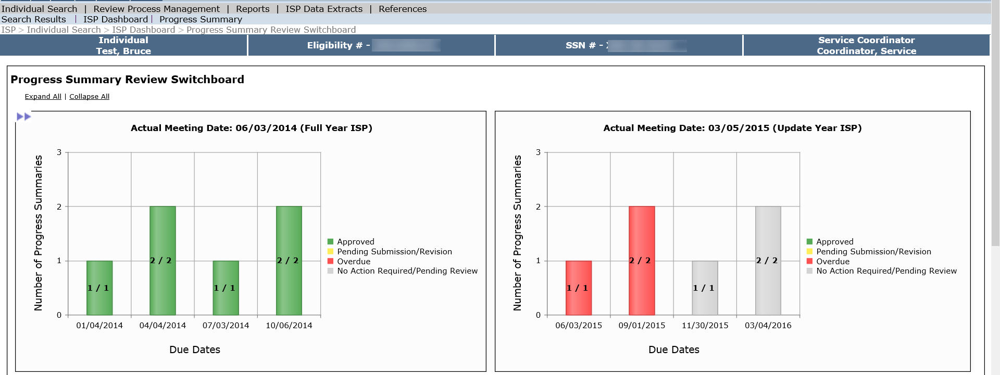 Individual Search | Review Process Management | Reports | ISP Data Extracts | References
Search Results | ISP Dashboard | Progress Summary
ISP > Individual Search > ISP Dashboard > Progress Summary Review Switchboard
Individual
Test, Bruce
Eligibility # -
SSN # -
Service Coordinator
Coordinator, Service
Progress Summary Review Switchboard
Expand All | Collapse All
Actual Meeting Date: 06/03/2014 (Full Year ISP)
Number of Progress Summaries
3
2
1
0
1 / 1
2 / 2
1 / 1
2 / 2
01/04/2014
04/04/2014
07/03/2014
10/06/2014
Due Dates
Approved
Pending Submission/Revision
Overdue
No Action Required/Pending Review
Actual Meeting Date: 03/05/2015 (Update Year ISP)
Number of Progress Summaries
3
2
1
0
1 / 1
2 / 2
1 / 1
2 / 2
06/03/2015
09/01/2015
11/30/2015
03/04/2016
Due Dates
Approved
Pending Submission/Revision
Overdue
No Action Required/Pending Review